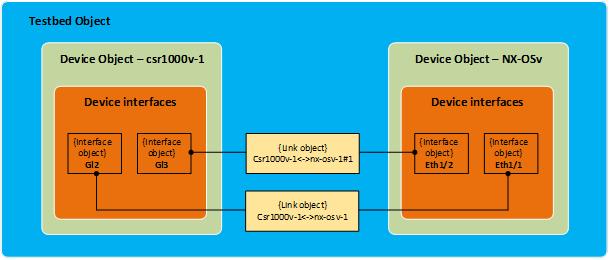 Testbed Object
Device Object – csr1000v-1
Device Object – NX-OSv
Device interfaces
Device interfaces
{Interface
object}
GI2
{Interface
object}
GI3
{Link object}
Csr1000v-1<->nx-osv-1#1
{Interface
object}
Eth1/2
{Interface
object}
Eth1/1
{Link object}
Csr1000v-1<->nx-osv-1